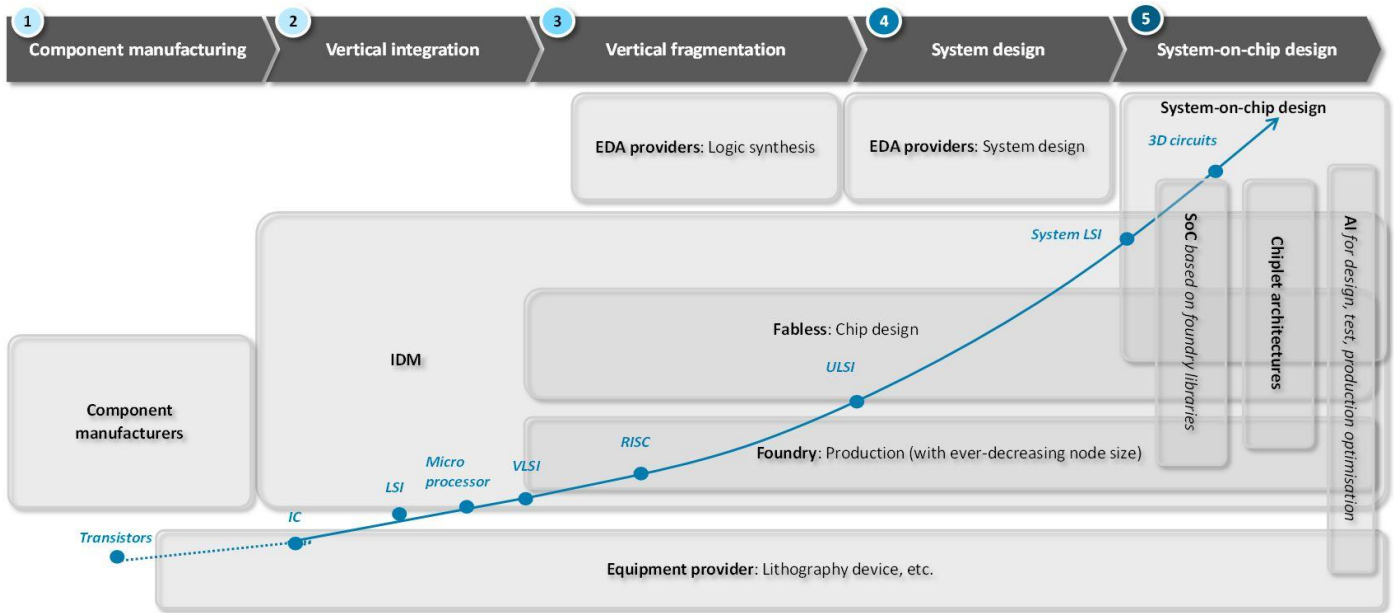 1
2
3
4
5
Component manufacturing
Vertical integration
Vertical fragmentation
System design
System-on-chip design
System-on-chip design
EDA providers: Logic synthesis
EDA providers: System design
3D circuits
System LSI
SoC based on foundry libraries
Chiplet architectures
AI for design, test, production optimisation
Fabless: Chip design
IDM
ULSI
Component
manufacturers
RISC
Foundry: Production (with ever-decreasing node size)
Micro
processor
VLSI
LSI
IC
Transistors
Equipment provider: Lithography device, etc.